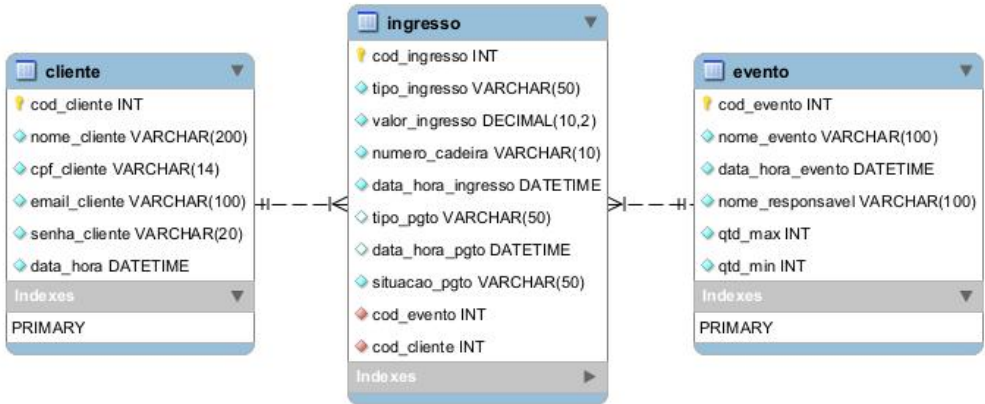 cliente
cod_cliente INT
nome_cliente VARCHAR(200)
cpf_cliente VARCHAR(14)
email_cliente VARCHAR(100)
senha_cliente VARCHAR(20)
data_hora DATETIME
Indexes
PRIMARY
ingresso
cod_ingresso INT
tipo_ingresso VARCHAR(50)
valor_ingresso DECIMAL(10,2)
numero_cadeira VARCHAR(10)
data_hora_ingresso DATETIME
tipo_pgto VARCHAR(50)
data_hora_pgto DATETIME
situacao_pgto VARCHAR(50)
cod_evento INT
cod_cliente INT
Indexes
evento
cod_evento INT
nome_evento VARCHAR(100)
data_hora_evento DATETIME
nome_responsavel VARCHAR(100)
qtd_max INT
qtd_min INT
Indexes
PRIMARY